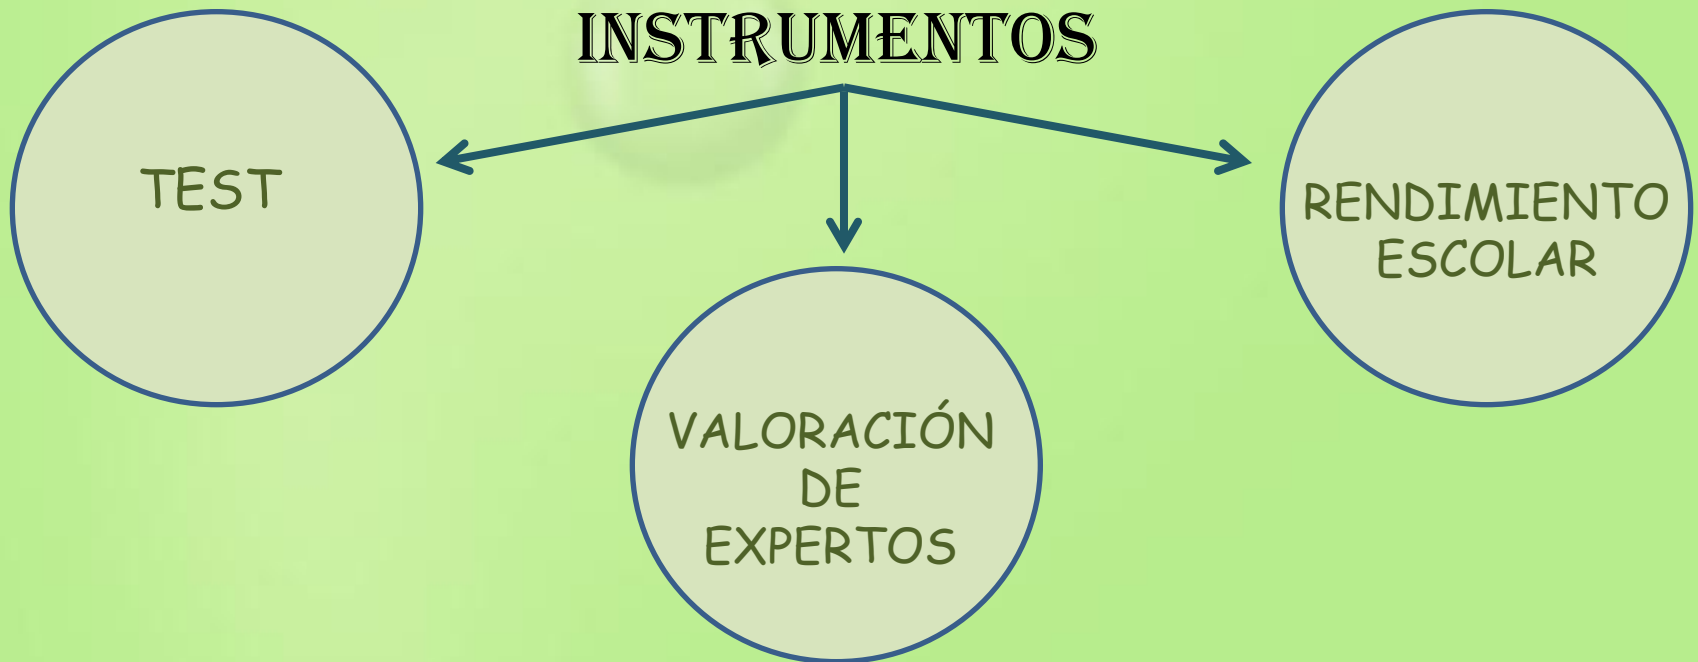 INSTRUMENTOS
TEST
VALORACIÓN
DE
EXPERTOS
RENDIMIENTO
ESCOLAR